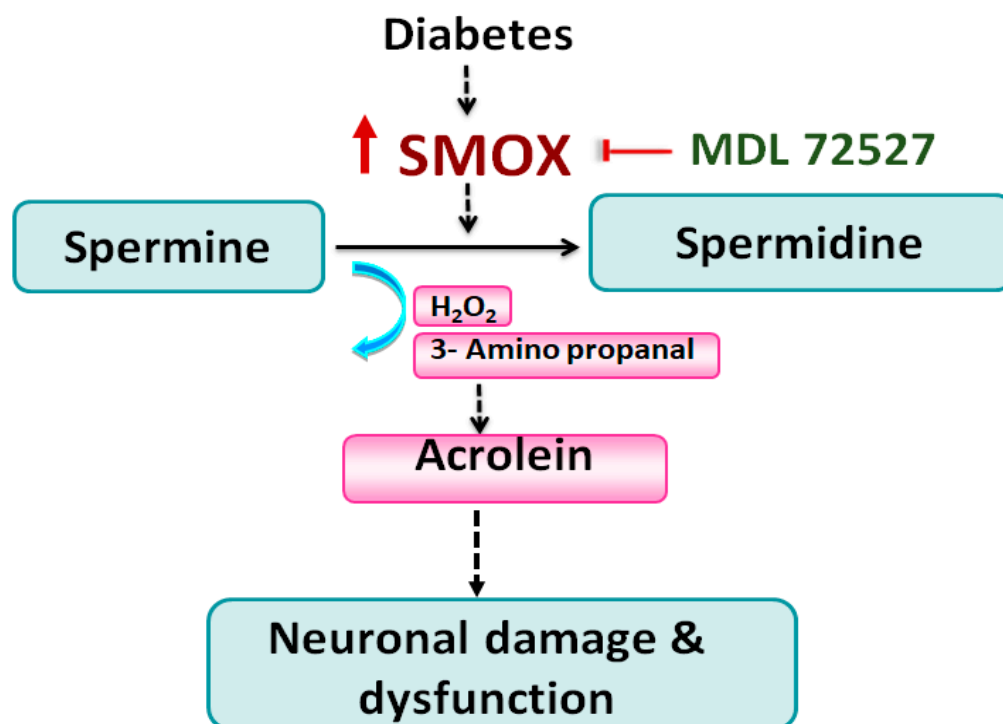 Diabetes
SMOX
MDL 72527
Spermine
Spermidine
H₂O₂
3- Amino propanal
Acrolein
Neuronal damage &
dysfunction